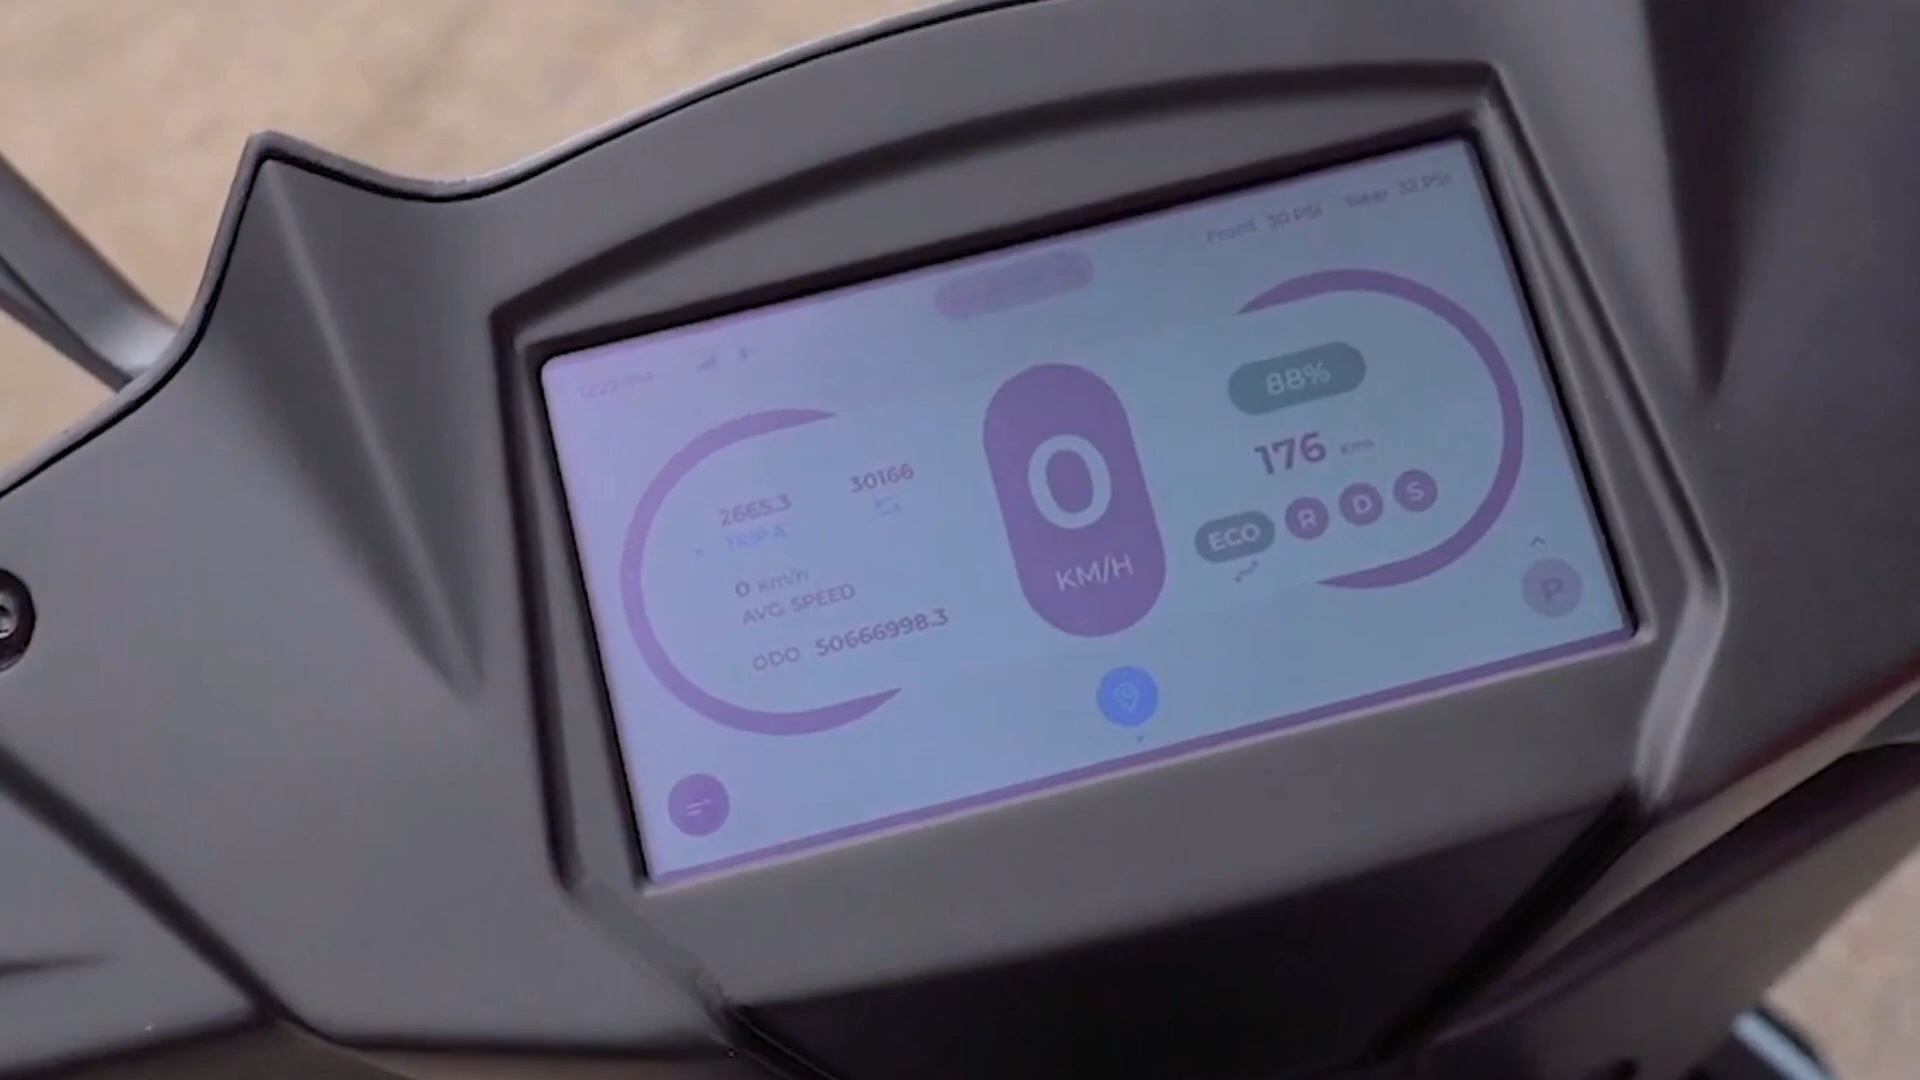 Front 30 PSI Rear 32 PSI
88%
176 Kms
ECO R D S
P
0
KM/H
2665.3
TRIP A
30166
0 km/h
AVG. SPEED
ODO 50666998.3